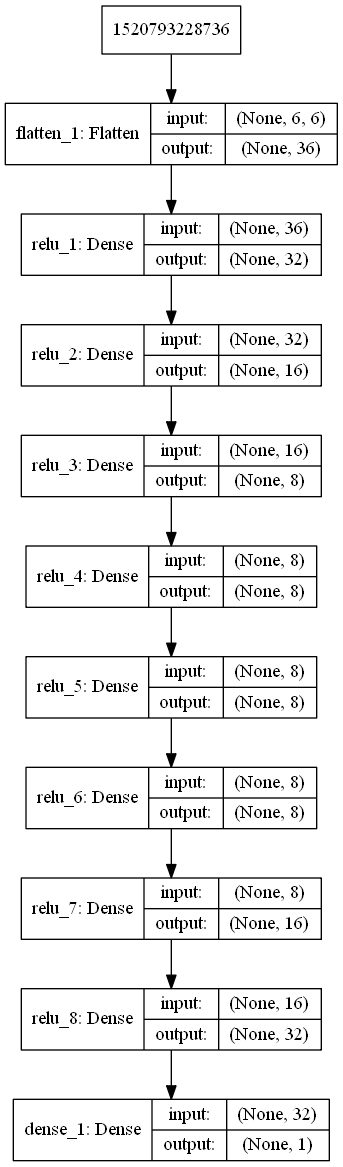 1520793228736
flatten_1: Flatten
input: (None, 6, 6)
output: (None, 36)
relu_1: Dense
input: (None, 36)
output: (None, 32)
relu_2: Dense
input: (None, 32)
output: (None, 16)
relu_3: Dense
input: (None, 16)
output: (None, 8)
relu_4: Dense
input: (None, 8)
output: (None, 8)
relu_5: Dense
input: (None, 8)
output: (None, 8)
relu_6: Dense
input: (None, 8)
output: (None, 8)
relu_7: Dense
input: (None, 8)
output: (None, 16)
relu_8: Dense
input: (None, 16)
output: (None, 32)
dense_1: Dense
input: (None, 32)
output: (None, 1)